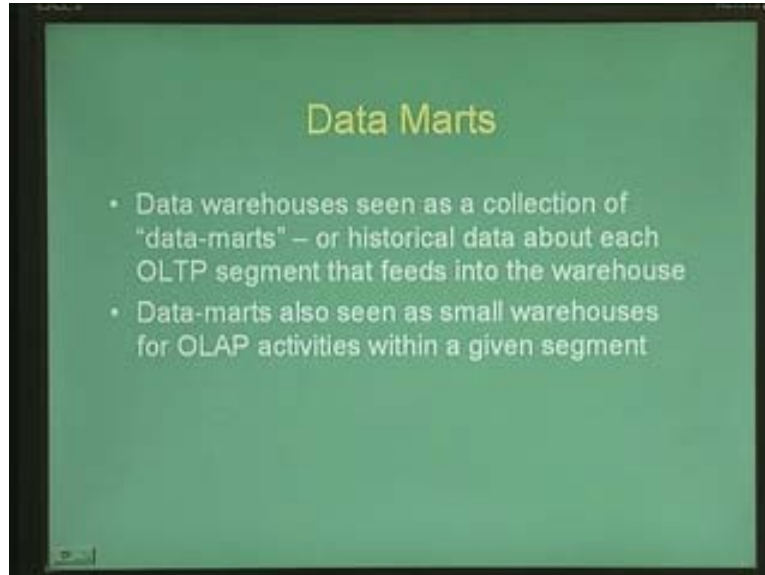 Data Marts
• Data warehouses seen as a collection of
“data-marts” – or historical data about each
OLTP segment that feeds into the warehouse
• Data-marts also seen as small warehouses
for OLAP activities within a given segment